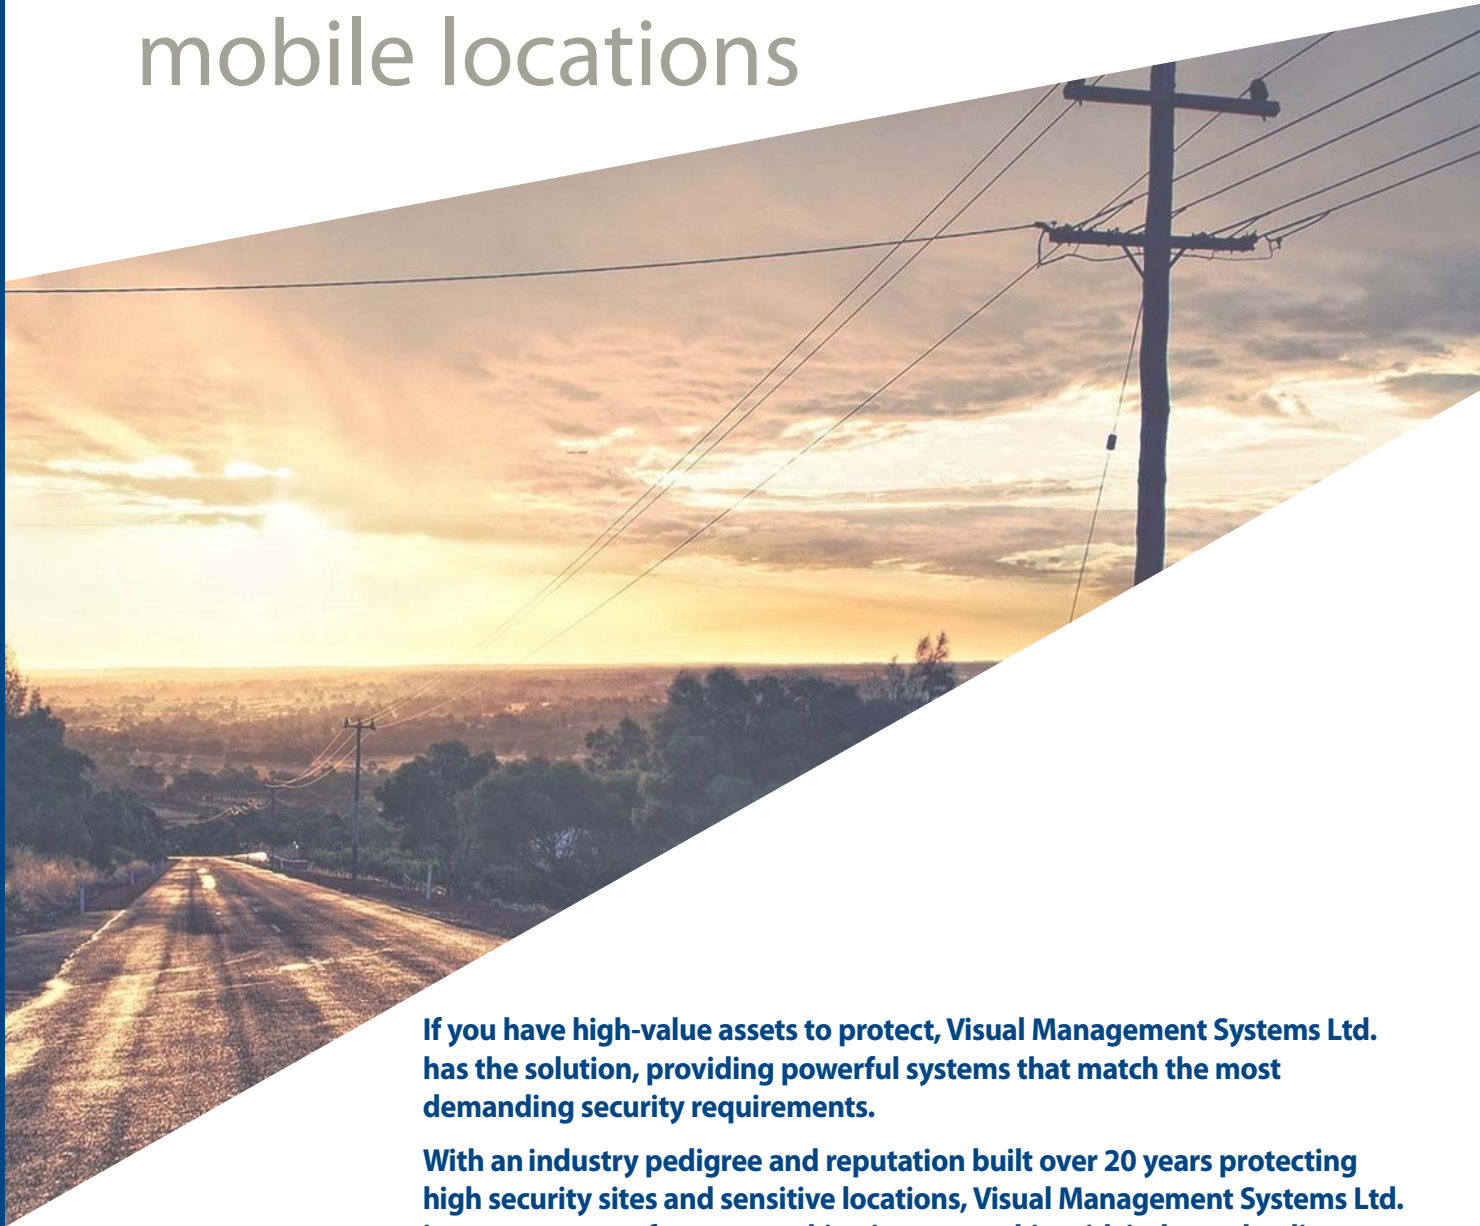 mobile locations
If you have high-value assets to protect, Visual Management Systems Ltd.
has the solution, providing powerful systems that match the most
demanding security requirements.
With an industry pedigree and reputation built over 20 years protecting
high security sites and sensitive locations, Visual Management Systems Ltd.